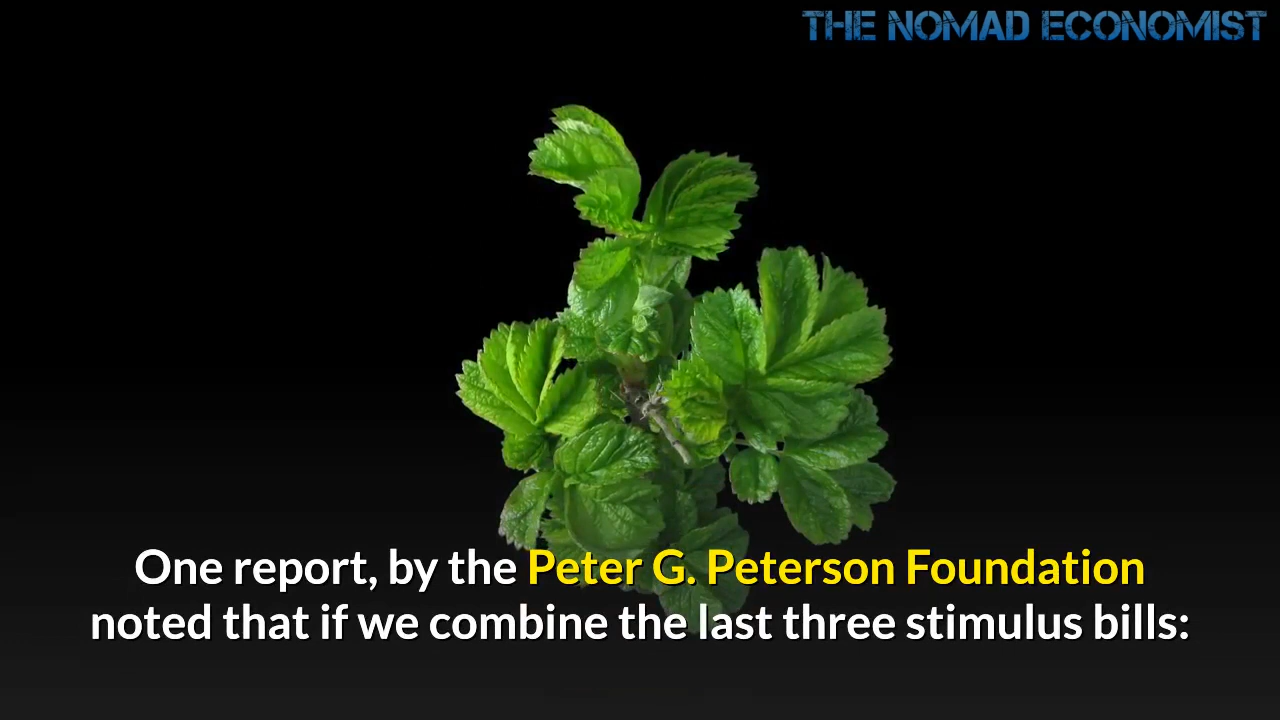 THE NOMAD ECONOMIST
One report, by the Peter G. Peterson Foundation
noted that if we combine the last three stimulus bills: